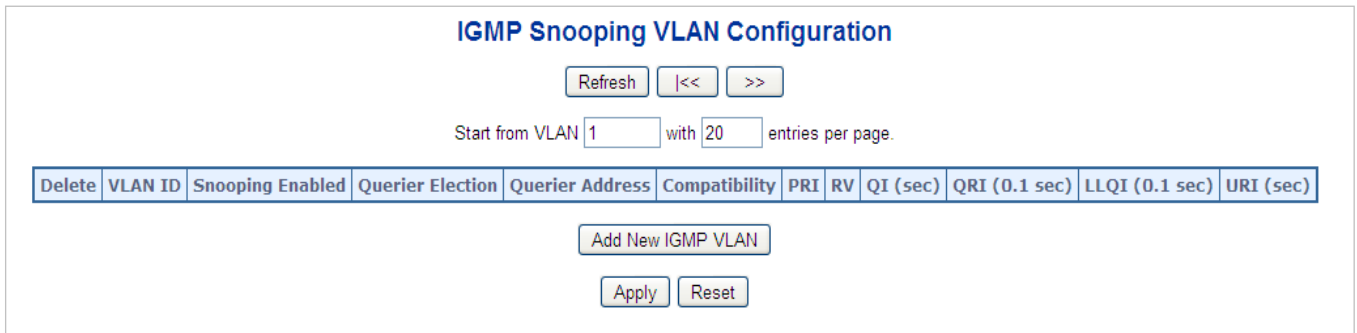 IGMP Snooping VLAN Configuration
Refresh |<< >>
Start from VLAN 1 with 20 entries per page.
Delete VLAN ID Snooping Enabled Querier Election Querier Address Compatibility PRI RV QI (sec) QRI (0.1 sec) LLQI (0.1 sec) URI (sec)
Add New IGMP VLAN
Apply Reset